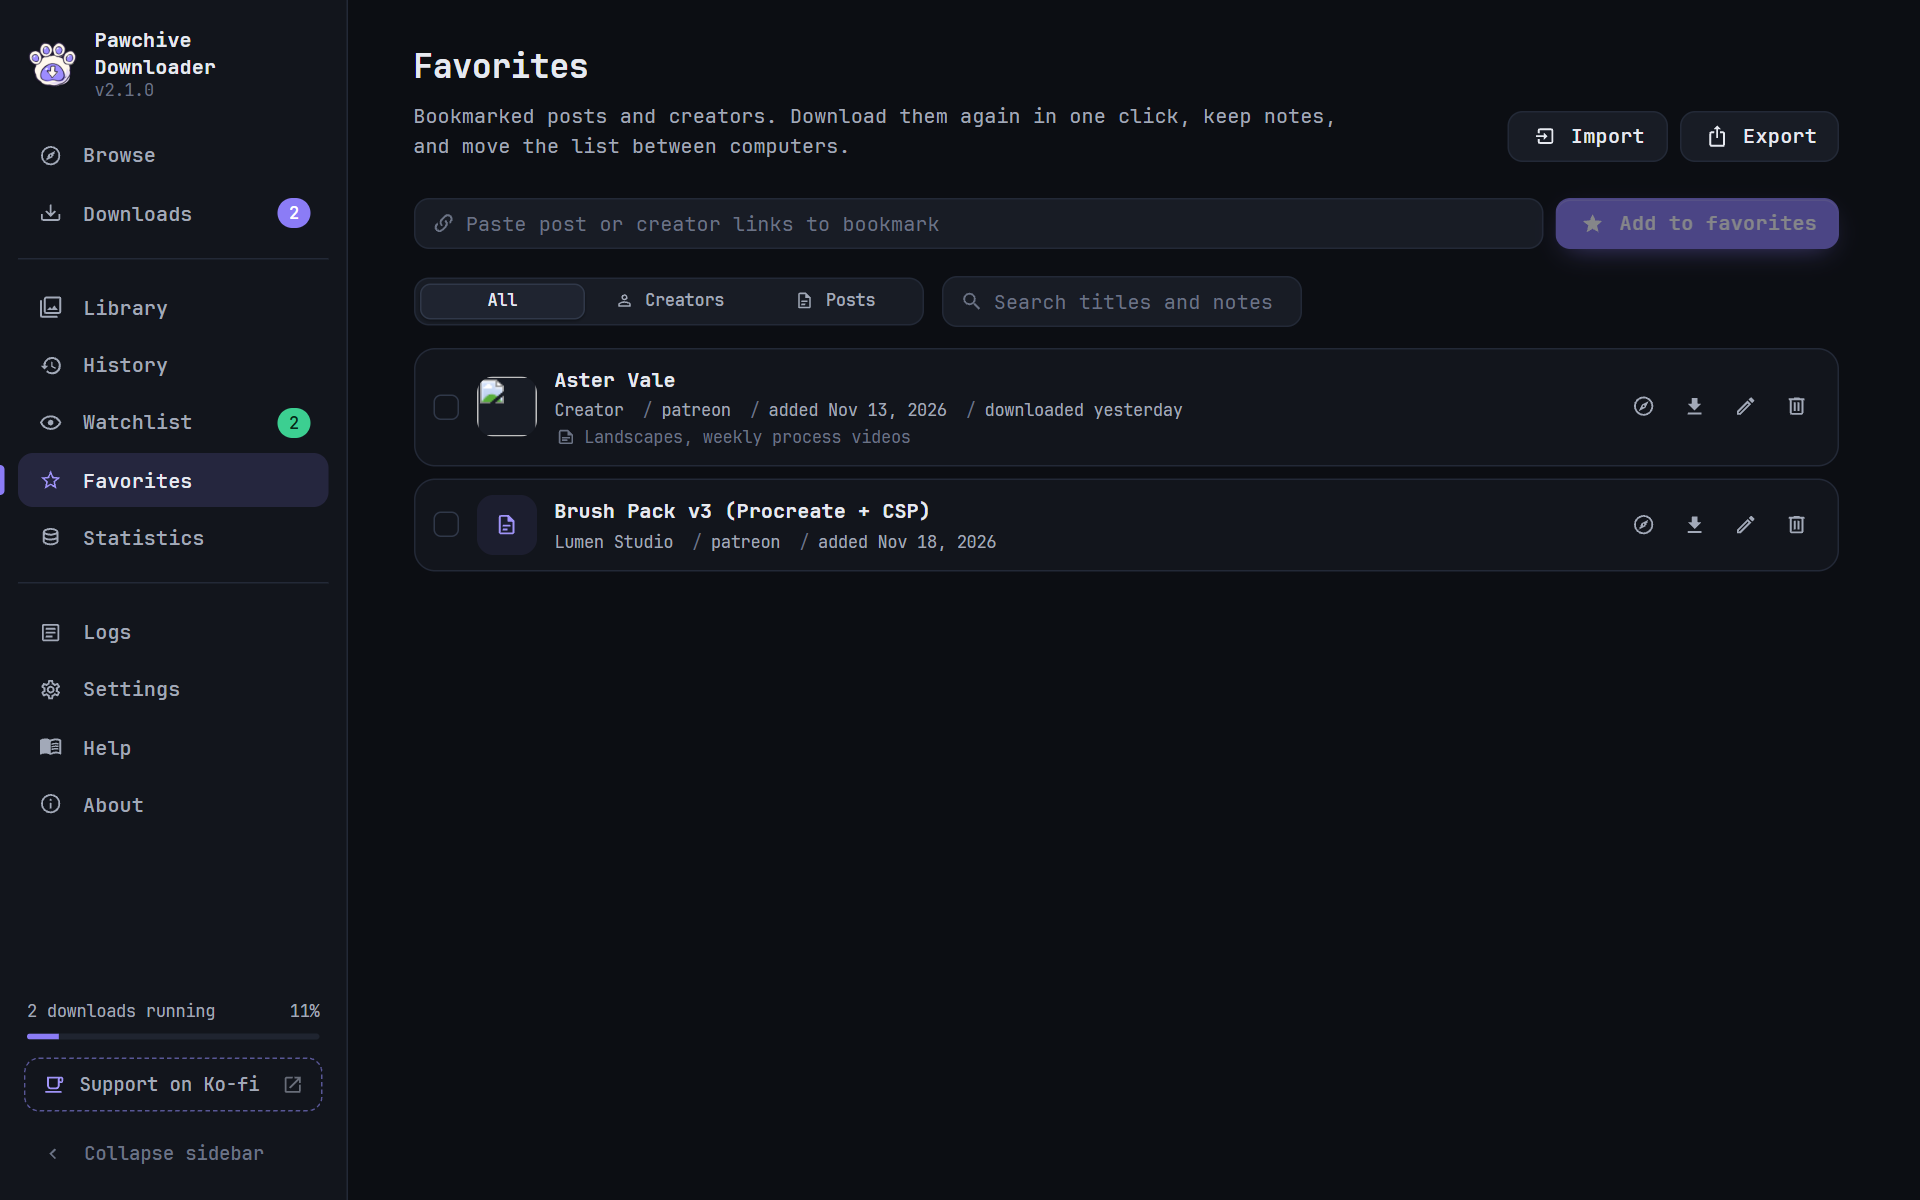 Pawchive
Downloader
v2.1.0
Browse
Downloads 2
Library
History
Watchlist 2
Favorites
Statistics
Logs
Settings
Help
About
2 downloads running 11%
Support on Ko-fi
Collapse sidebar
Favorites
Bookmarked posts and creators. Download them again in one click, keep notes,
and move the list between computers.
Import
Export
Paste post or creator links to bookmark
Add to favorites
All
Creators
Posts
Search titles and notes
Aster Vale
Creator / patreon / added Nov 13, 2026 / downloaded yesterday
Landscapes, weekly process videos
Brush Pack v3 (Procreate + CSP)
Lumen Studio / patreon / added Nov 18, 2026